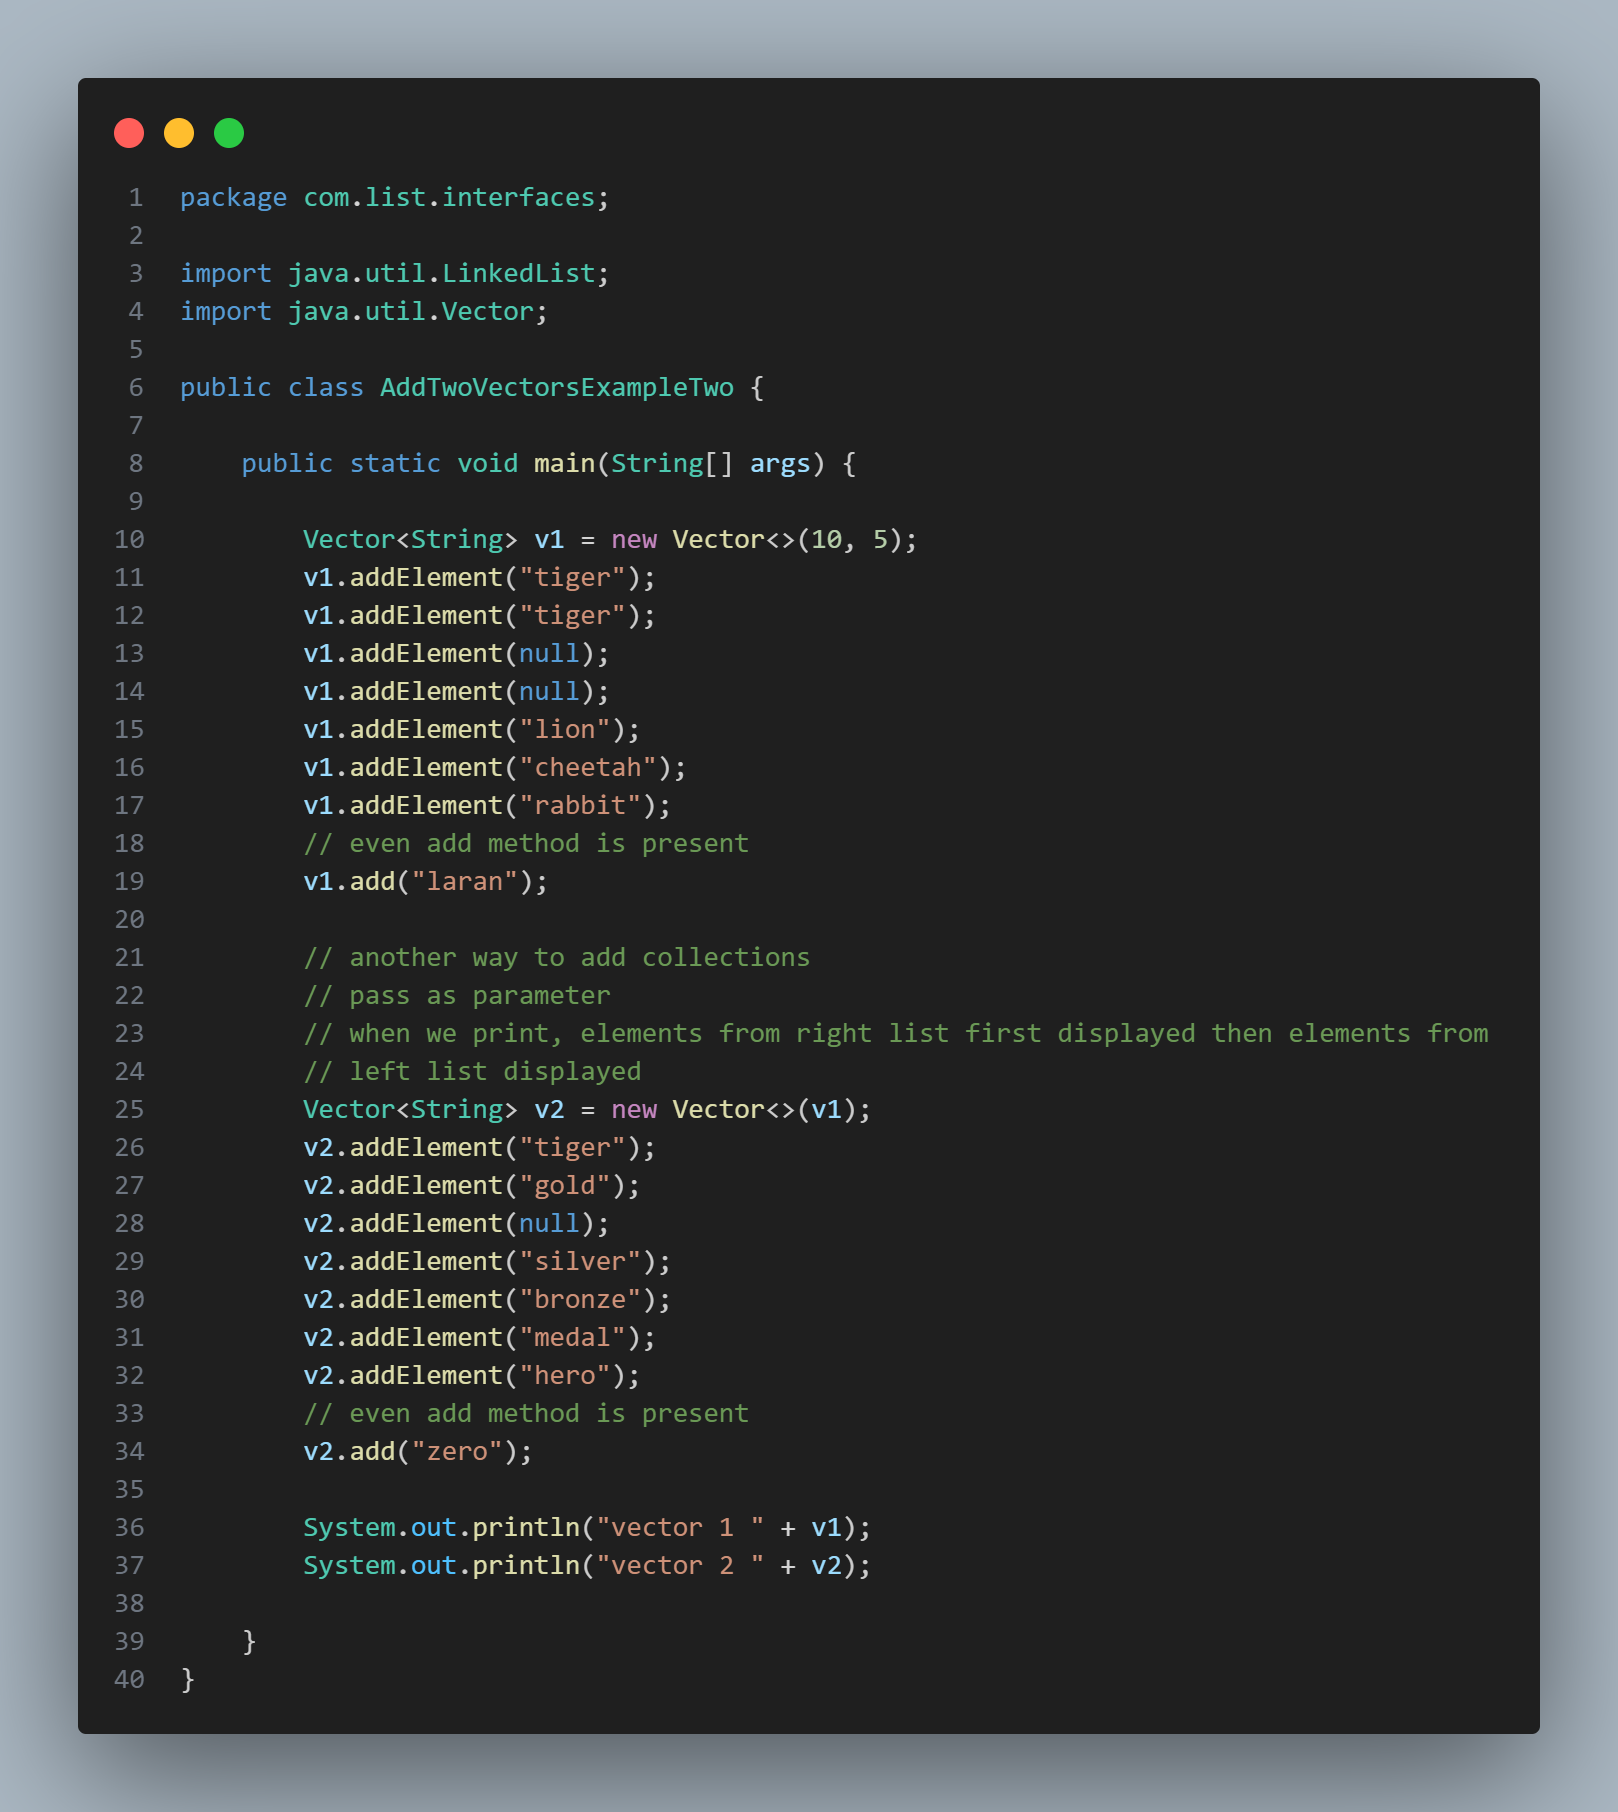 1 package com.list.interfaces;
2
3 import java.util.LinkedList;
4 import java.util.Vector;
5
6 public class AddTwoVectorsExampleTwo {
7
8     public static void main(String[] args) {
9
10         Vector<String> v1 = new Vector<>(10, 5);
11         v1.addElement("tiger");
12         v1.addElement("tiger");
13         v1.addElement(null);
14         v1.addElement(null);
15         v1.addElement("lion");
16         v1.addElement("cheetah");
17         v1.addElement("rabbit");
18         // even add method is present
19         v1.add("laran");
20
21         // another way to add collections
22         // pass as parameter
23         // when we print, elements from right list first displayed then elements from
24         // left list displayed
25         Vector<String> v2 = new Vector<>(v1);
26         v2.addElement("tiger");
27         v2.addElement("gold");
28         v2.addElement(null);
29         v2.addElement("silver");
30         v2.addElement("bronze");
31         v2.addElement("medal");
32         v2.addElement("hero");
33         // even add method is present
34         v2.add("zero");
35
36         System.out.println("vector 1 " + v1);
37         System.out.println("vector 2 " + v2);
38
39     }
40 }